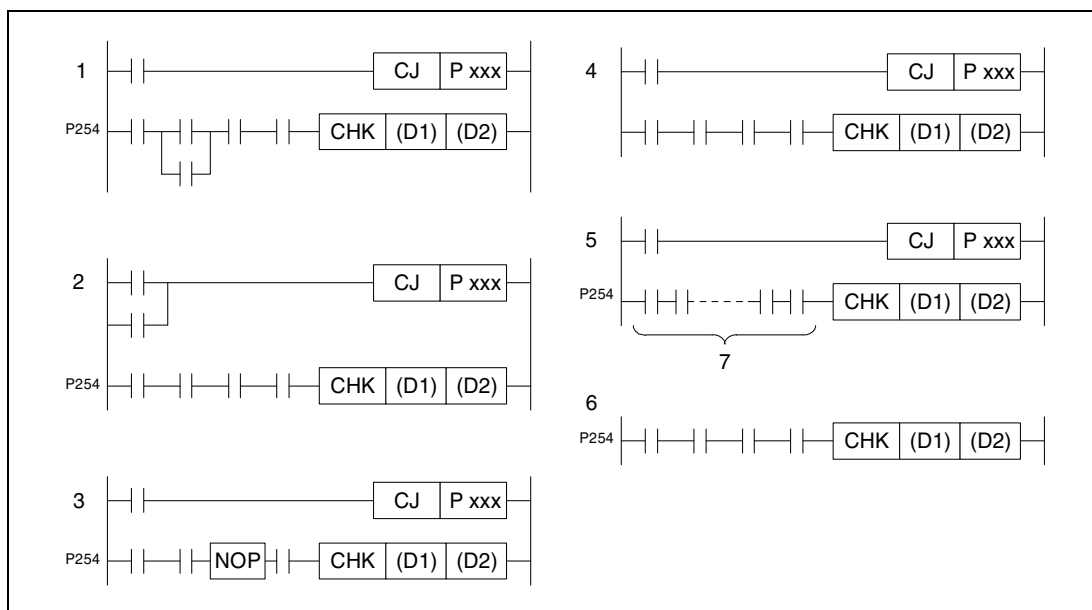 1
CJ P xxx
P254
CHK (D1) (D2)
2
CJ P xxx
P254
CHK (D1) (D2)
3
CJ P xxx
P254
NOP
CHK (D1) (D2)
4
CJ P xxx
CHK (D1) (D2)
5
CJ P xxx
P254
CHK (D1) (D2)
7
6
P254
CHK (D1) (D2)